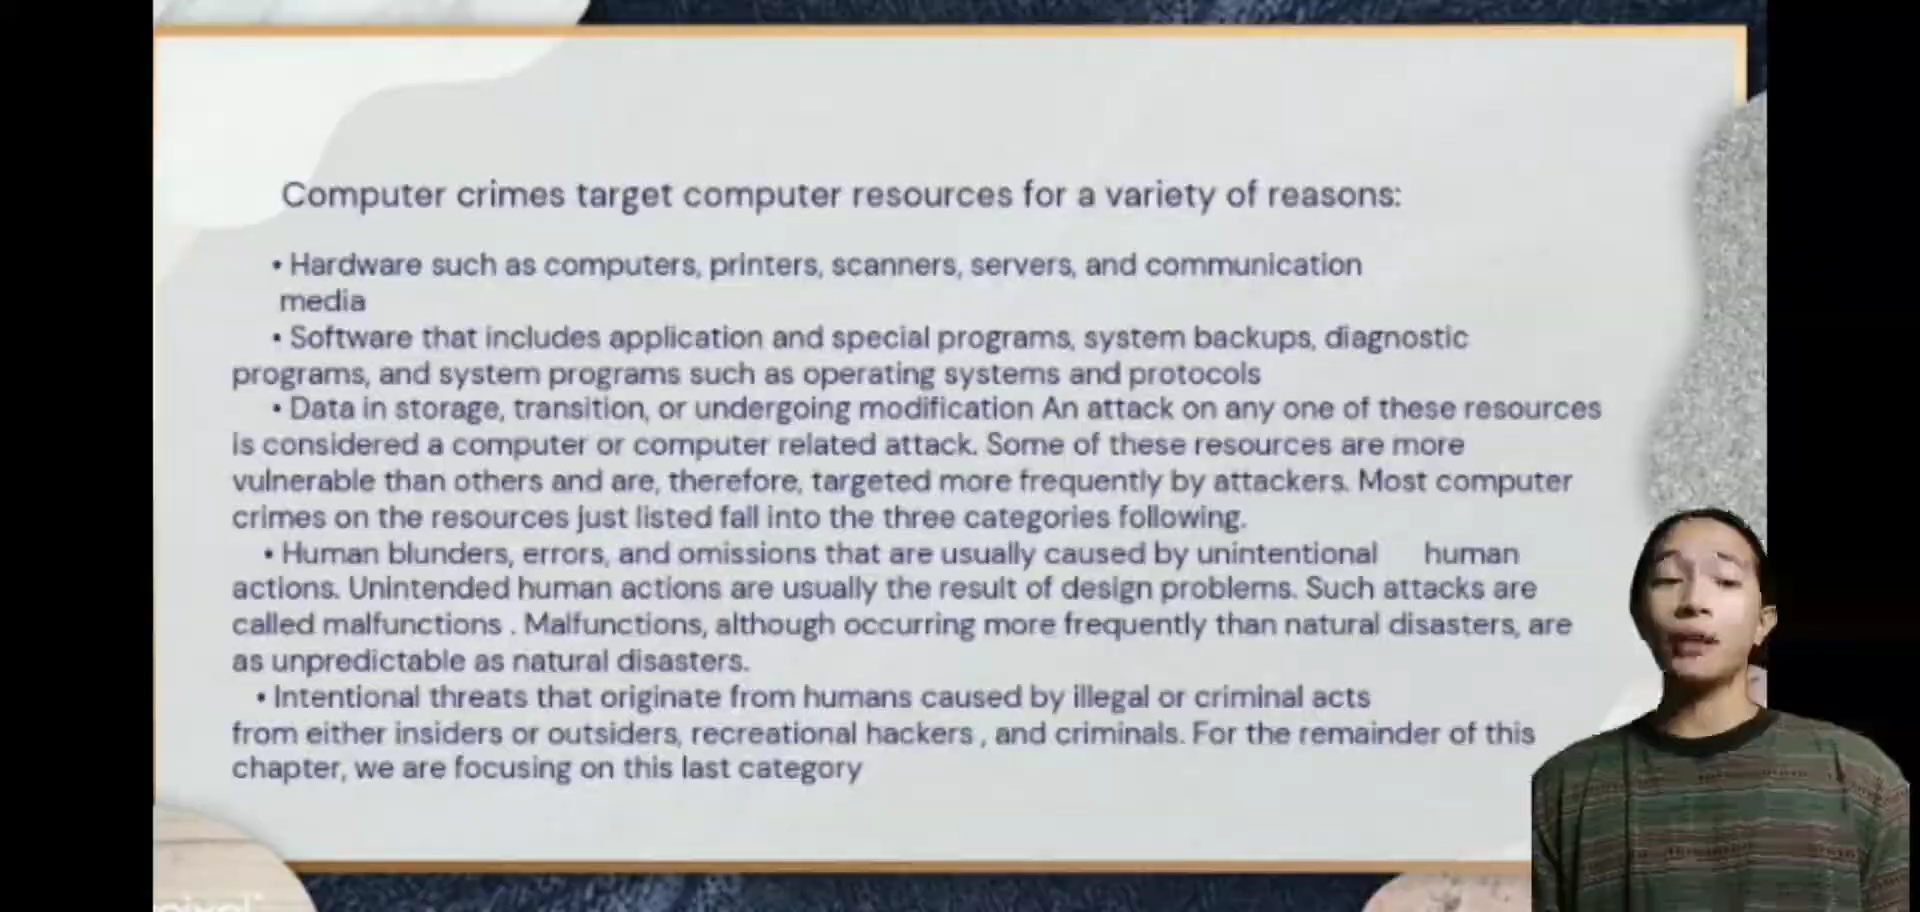 Computer crimes target computer resources for a variety of reasons:
• Hardware such as computers, printers, scanners, servers, and communication
media
• Software that includes application and special programs, system backups, diagnostic
programs, and system programs such as operating systems and protocols
• Data in storage, transition, or undergoing modification An attack on any one of these resources
is considered a computer or computer related attack. Some of these resources are more
vulnerable than others and are, therefore, targeted more frequently by attackers. Most computer
crimes on the resources just listed fall into the three categories following.
• Human blunders, errors, and omissions that are usually caused by unintentional human
actions. Unintended human actions are usually the result of design problems. Such attacks are
called malfunctions . Malfunctions, although occurring more frequently than natural disasters, are
as unpredictable as natural disasters.
• Intentional threats that originate from humans caused by illegal or criminal acts
from either insiders or outsiders, recreational hackers , and criminals. For the remainder of this
chapter, we are focusing on this last category